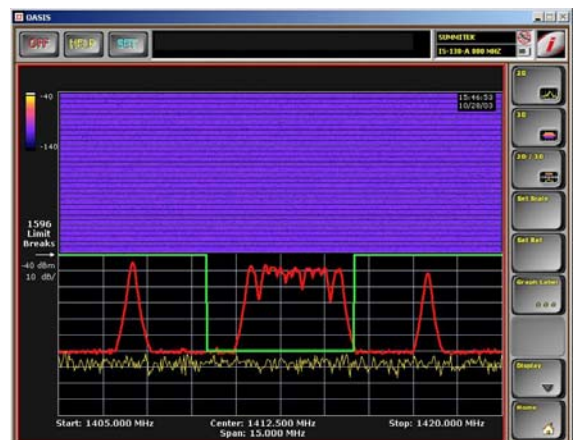 OASIS
OFF
HELP
SET
SUMMITEK
IS-130-A 800 MHZ
i
-40
-140
15:46:53
10/28/03
1596
Limit
Breaks
-40 dBm
10 dB/
Start: 1405.000 MHz
Center: 1412.500 MHz
Span: 15.000 MHz
Stop: 1420.000 MHz
2D
3D
2D / 3D
Set Scale
Set Ref
Graph Label
Display
Home